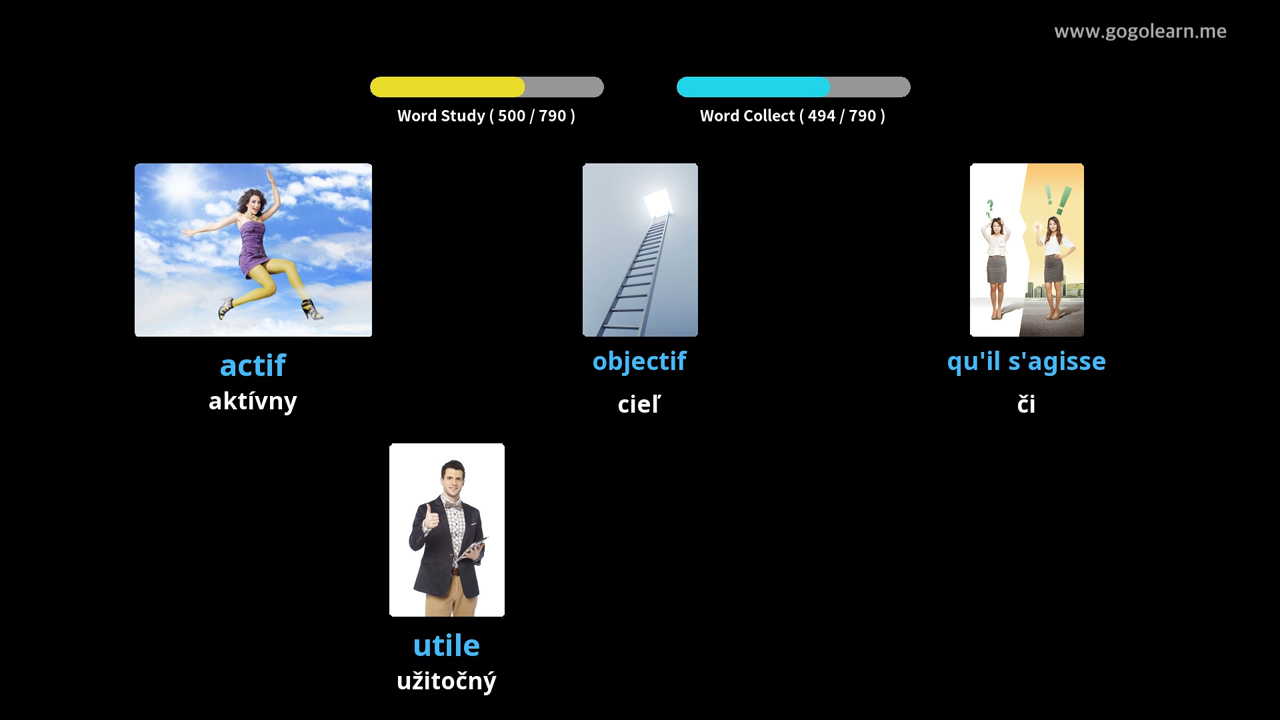 www.gogolearn.me
Word Study ( 500 / 790 )
Word Collect ( 494 / 790 )
actif
aktívny
objectif
cieľ
qu'il s'agisse
či
utile
užitočný